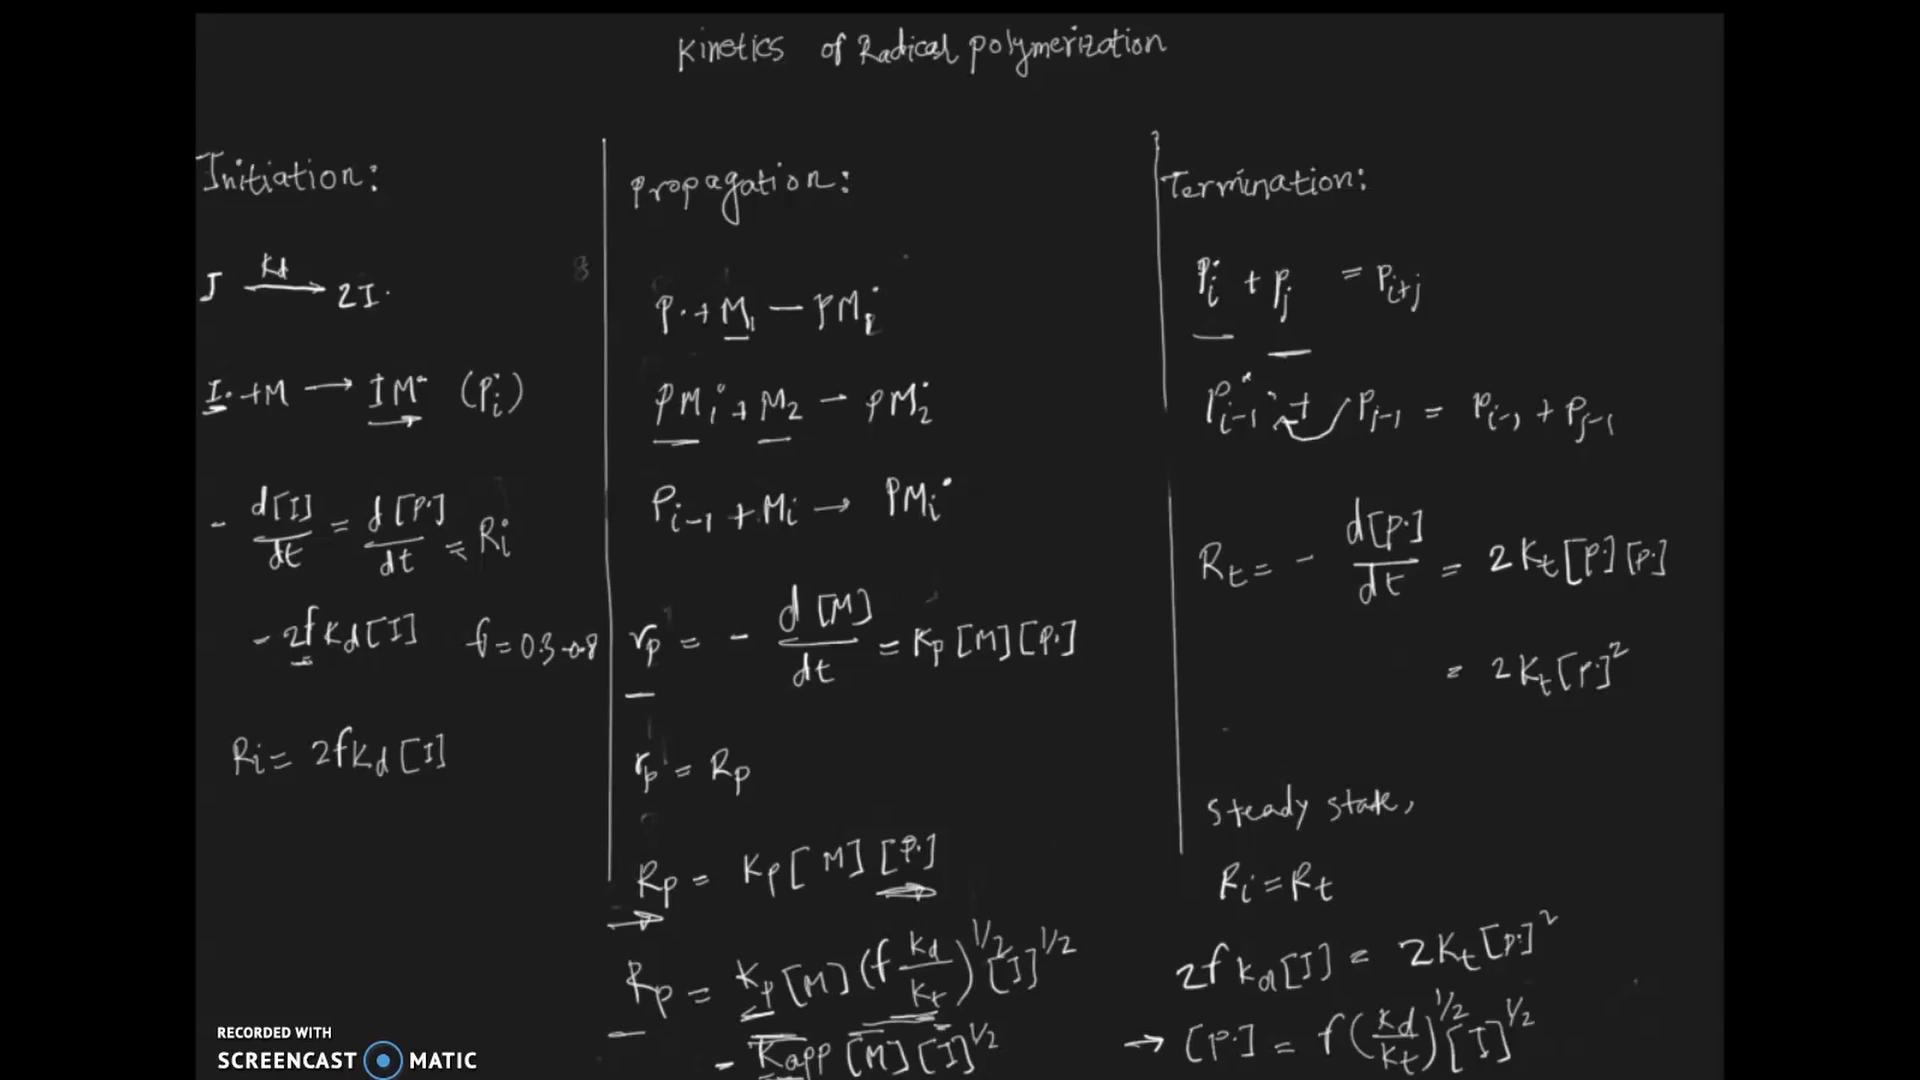 Kinetics of Radical polymerization
Initiation:
I —Kd→ 2I·
I· + M → IM· (Pi·)
- d[I]/dt = d[P·]/dt = Ri
- 2f Kd [I] f = 0.3-0.8
Ri = 2fKd [I]
Propagation:
P· + M1 — PMi·
PM1· + M2 — PM2·
Pi-1 + Mi → PMi·
rp = - d[M]/dt = Kp [M] [P·]
rp = Rp
Rp = Kp [M] [P·]
Rp = Kp [M] (f Kd/Kt)^1/2 [I]^1/2
- Kapp [M] [I]^1/2
Termination:
Pi· + Pj = Pi+j
Pi-1· + Pj-1 = Pi-1 + Pj-1
Rt = - d[P·]/dt = 2Kt [P·] [P·]
= 2Kt [P·]^2
Steady state,
Ri = Rt
2f Kd [I] = 2Kt [P·]^2
→ [P·] = f (Kd/Kt)^1/2 [I]^1/2
RECORDED WITH
SCREENCAST MATIC